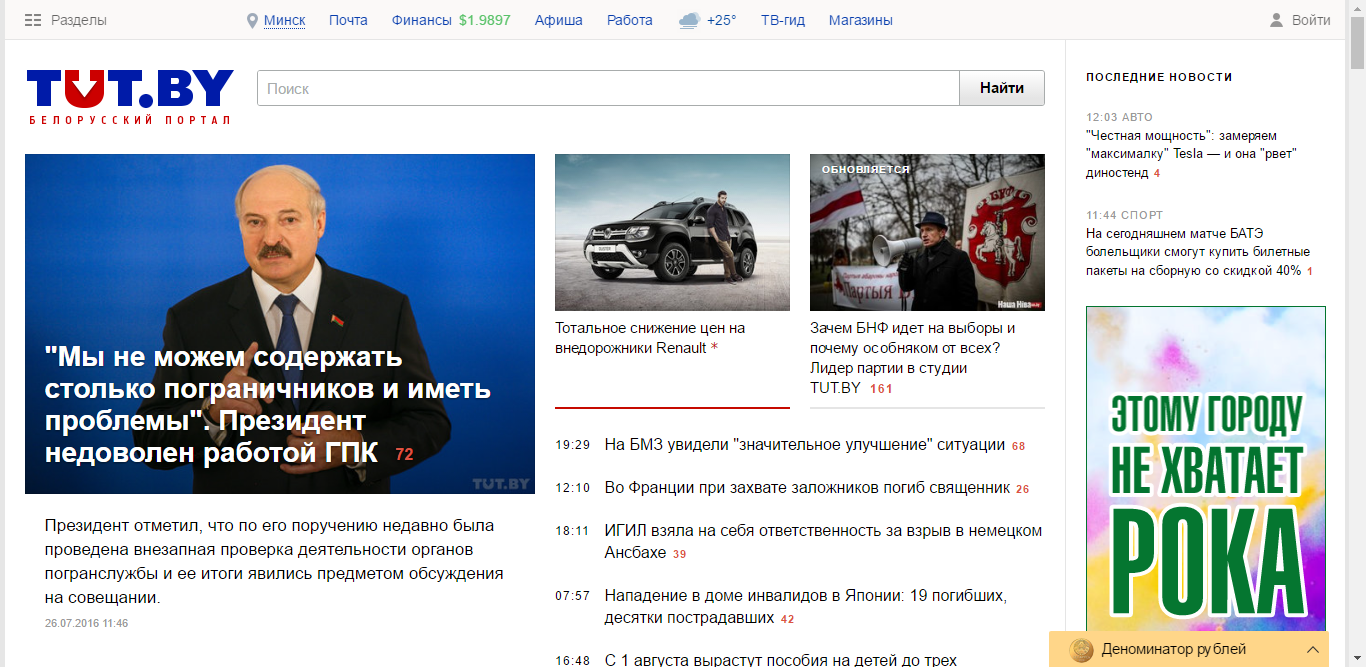 Разделы
Минск
Почта
Финансы $1.9897
Афиша
Работа
+25°
ТВ-гид
Магазины
Войти
TUT.BY
БЕЛОРУССКИЙ ПОРТАЛ
Поиск
Найти
"Мы не можем содержать
столько пограничников и иметь
проблемы". Президент
недоволен работой ГПК 72
TUT.BY
Президент отметил, что по его поручению недавно была
проведена внезапная проверка деятельности органов
погранслужбы и ее итоги явились предметом обсуждения
на совещании.
26.07.2016 11:46
Тотальное снижение цен на
внедорожники Renault *
ОБНОВЛЯЕТСЯ
Наша Ніва
Зачем БНФ идет на выборы и
почему особняком от всех?
Лидер партии в студии
TUT.BY 161
19:29 На БМЗ увидели "значительное улучшение" ситуации 68
12:10 Во Франции при захвате заложников погиб священник 26
18:11 ИГИЛ взяла на себя ответственность за взрыв в немецком
Ансбахе 39
07:57 Нападение в доме инвалидов в Японии: 19 погибших,
десятки пострадавших 42
16:48 С 1 августа вырастут пособия на детей до трех
ПОСЛЕДНИЕ НОВОСТИ
12:03 АВТО
"Честная мощность": замеряем
"максималку" Tesla — и она "рвет"
диностенд 4
11:44 СПОРТ
На сегодняшнем матче БАТЭ
болельщики смогут купить билетные
пакеты на сборную со скидкой 40% 1
ЭТОМУ ГОРОДУ
НЕ ХВАТАЕТ
РОКА
Деноминатор рублей